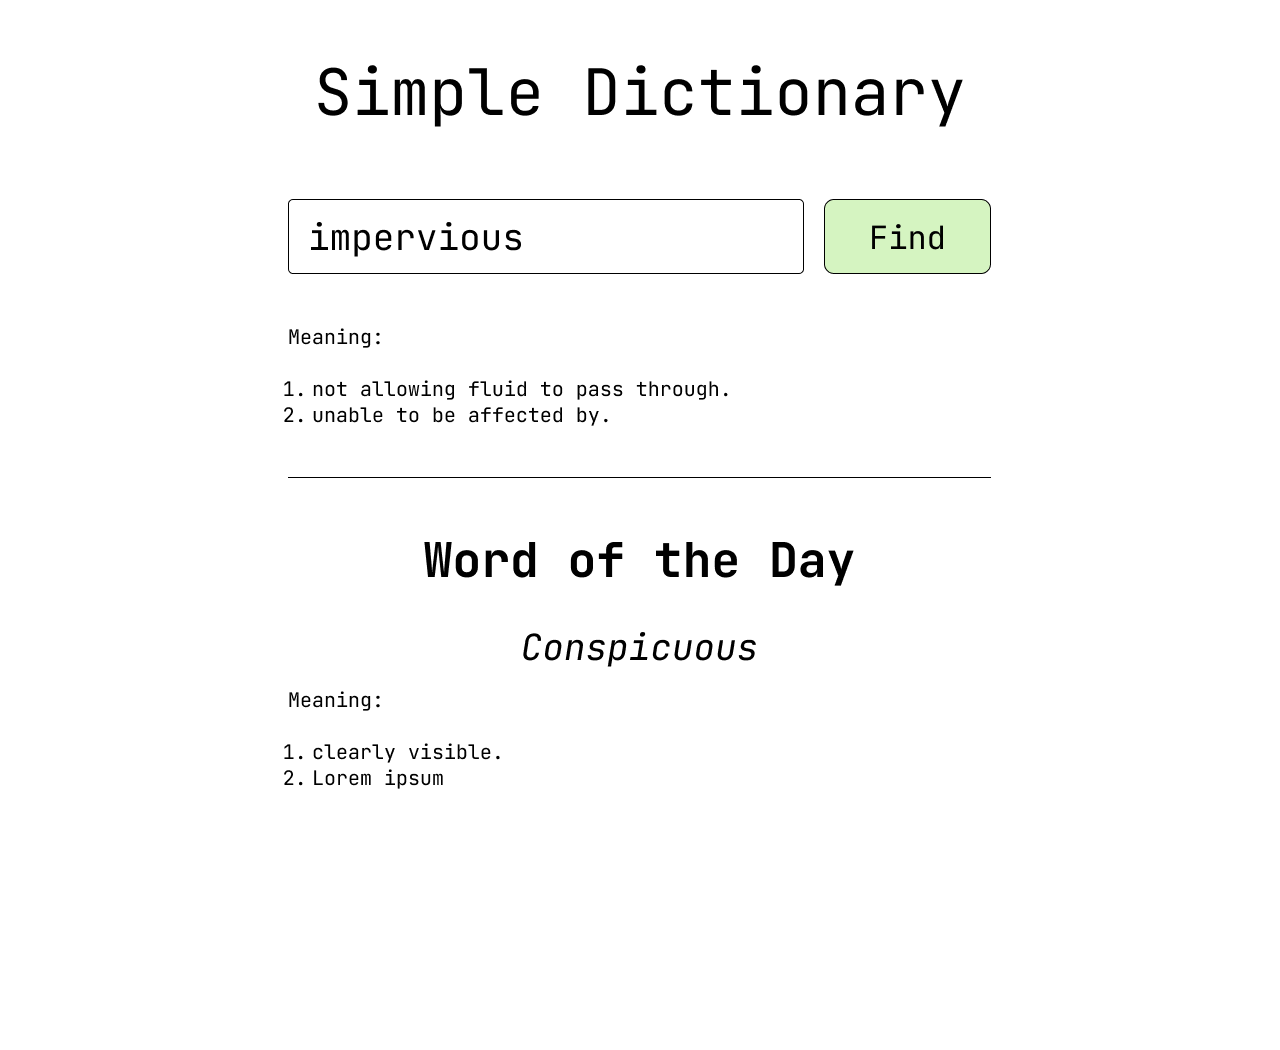 Simple Dictionary
impervious
Find
Meaning:
1. not allowing fluid to pass through.
2. unable to be affected by.
Word of the Day
Conspicuous
Meaning:
1. clearly visible.
2. Lorem ipsum